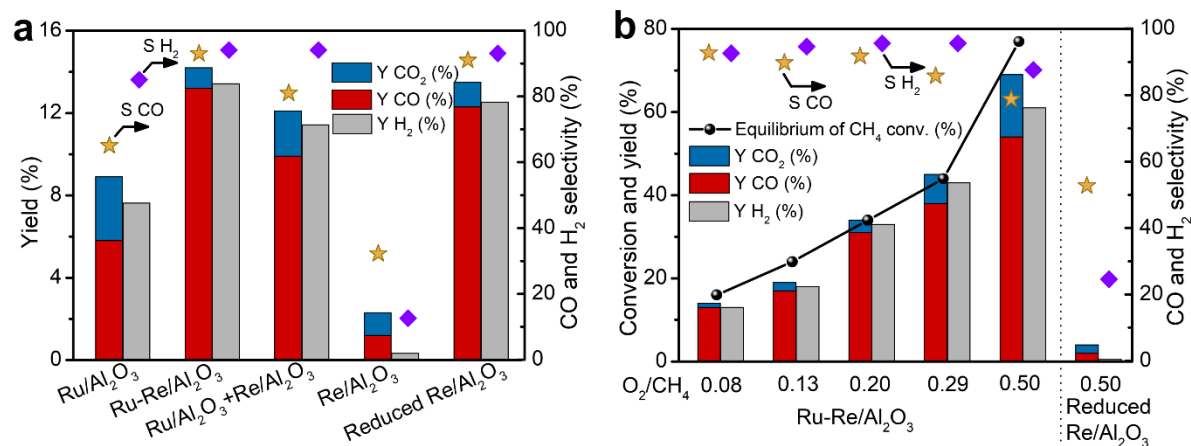 a
16
12
8
4
0
Yield (%)
S H₂
S CO
Y CO₂ (%)
Y CO (%)
Y H₂ (%)
100
80
60
40
20
0
CO and H₂ selectivity (%)
Ru/Al₂O₃
Ru-Re/Al₂O₃
Ru/Al₂O₃+Re/Al₂O₃
Re/Al₂O₃
Reduced Re/Al₂O₃
b
80
60
40
20
0
Conversion and yield (%)
S CO
S H₂
Equilibrium of CH₄ conv. (%)
Y CO₂ (%)
Y CO (%)
Y H₂ (%)
100
80
60
40
20
0
CO and H₂ selectivity (%)
O₂/CH₄ 0.08 0.13 0.20 0.29 0.50 0.50
Ru-Re/Al₂O₃
Reduced
Re/Al₂O₃